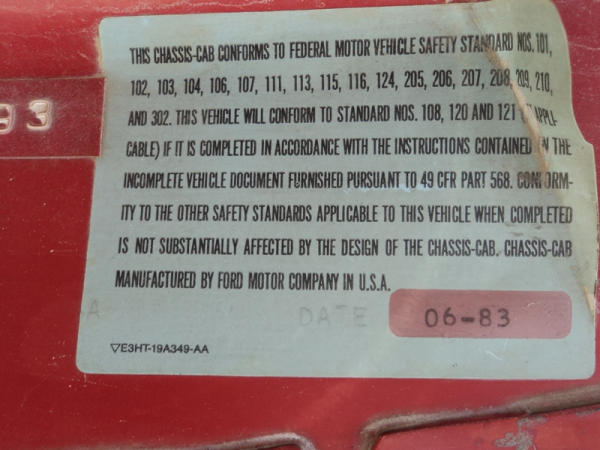 THIS CHASSIS-CAB CONFORMS TO FEDERAL MOTOR VEHICLE SAFETY STANDARD NOS. 101,
102, 103, 104, 106, 107, 111, 113, 115, 116, 124, 205, 206, 207, 208, 209, 210,
AND 302. THIS VEHICLE WILL CONFORM TO STANDARD NOS. 108, 120 AND 121 APPLI-
93
CABLE) IF IT IS COMPLETED IN ACCORDANCE WITH THE INSTRUCTIONS CONTAINED IN THE
INCOMPLETE VEHICLE DOCUMENT FURNISHED PURSUANT TO 49 CFR PART 568. CONFORM-
ITY TO THE OTHER SAFETY STANDARDS APPLICABLE TO THIS VEHICLE WHEN COMPLETED
IS NOT SUBSTANTIALLY AFFECTED BY THE DESIGN OF THE CHASSIS-CAB. CHASSIS-CAB
MANUFACTURED BY FORD MOTOR COMPANY IN U.S.A.
A DATE 06-83
▽E3HT-19A349-AA